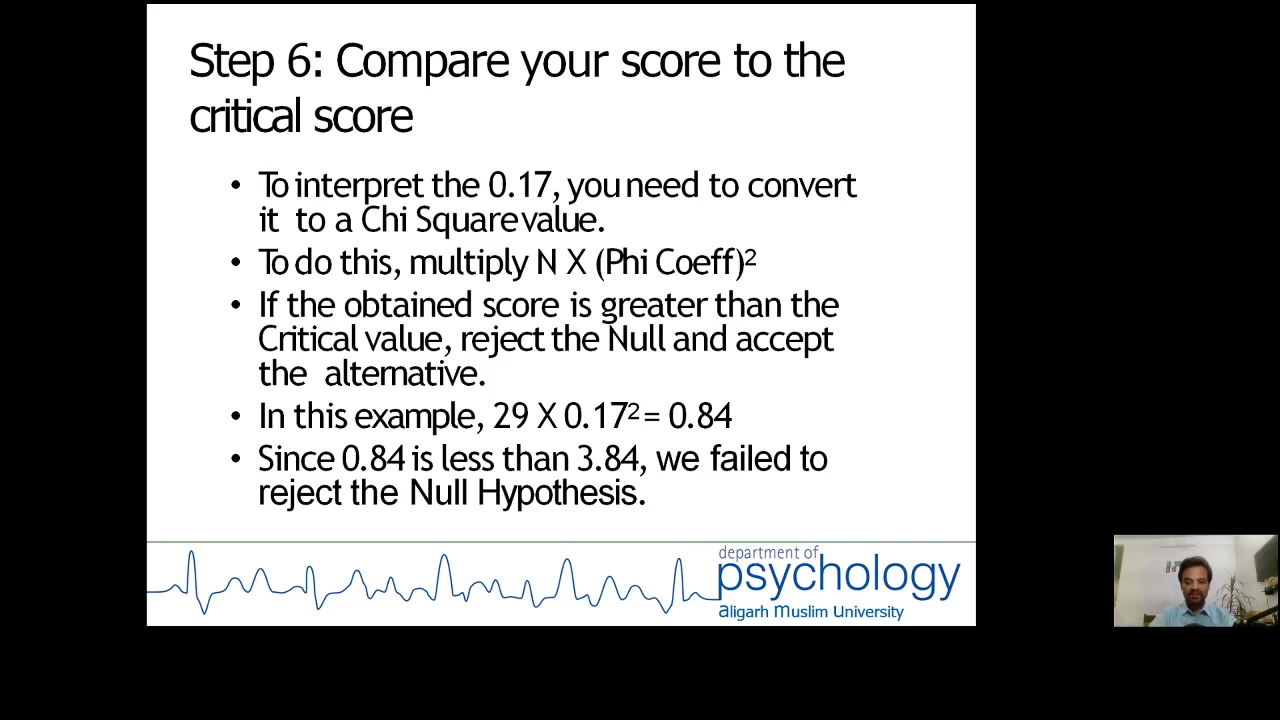 Step 6: Compare your score to the
critical score
• To interpret the 0.17, you need to convert
it to a Chi Square value.
• To do this, multiply N X (Phi Coeff)²
• If the obtained score is greater than the
Critical value, reject the Null and accept
the alternative.
• In this example, 29 X 0.17² = 0.84
• Since 0.84 is less than 3.84, we failed to
reject the Null Hypothesis.
department of
psychology
Aligarh Muslim University